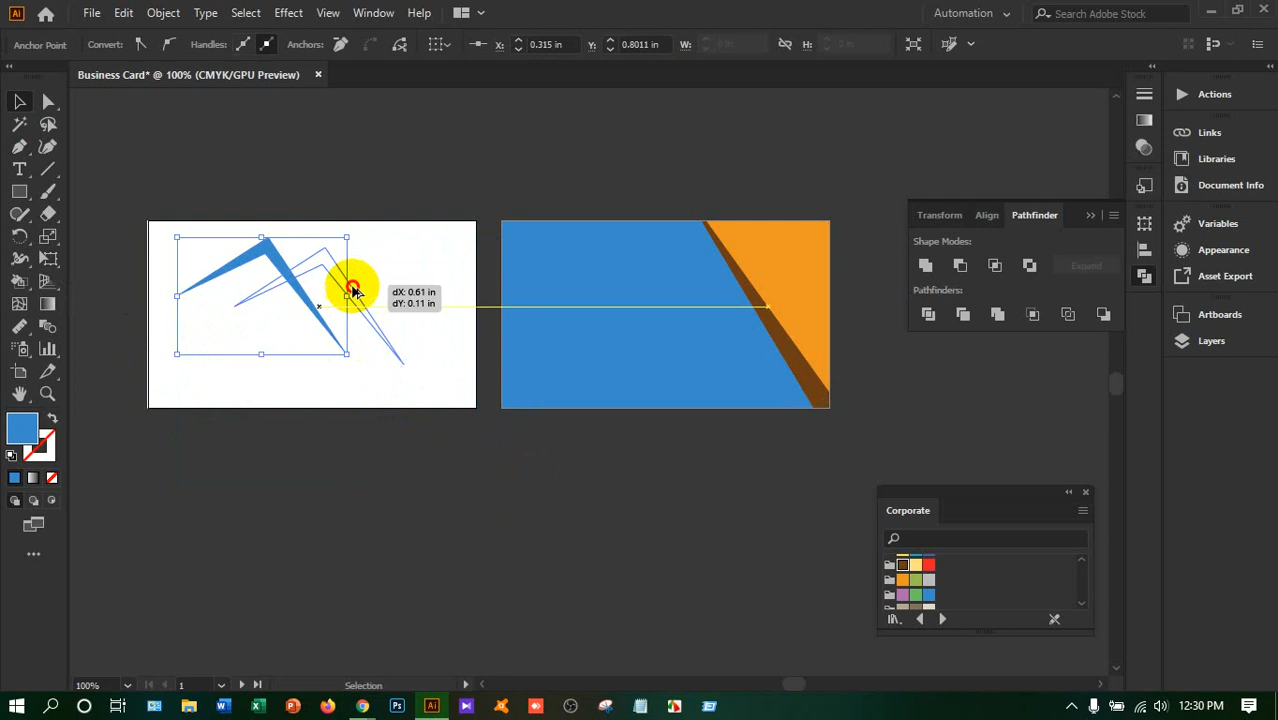 Ai File Edit Object Type Select Effect View Window Help Automation Search Adobe Stock
Anchor Point Convert: Handles: Anchors: X: 0.315 in Y: 0.8011 in W: H:
Business Card* @ 100% (CMYK/GPU Preview)
Actions
Links
Libraries
Document Info
Variables
Appearance
Asset Export
Artboards
Layers
Transform Align Pathfinder
Shape Modes:
Expand
Pathfinders:
dX: 0.61 in
dY: 0.11 in
Corporate
100% 1 Selection
12:30 PM